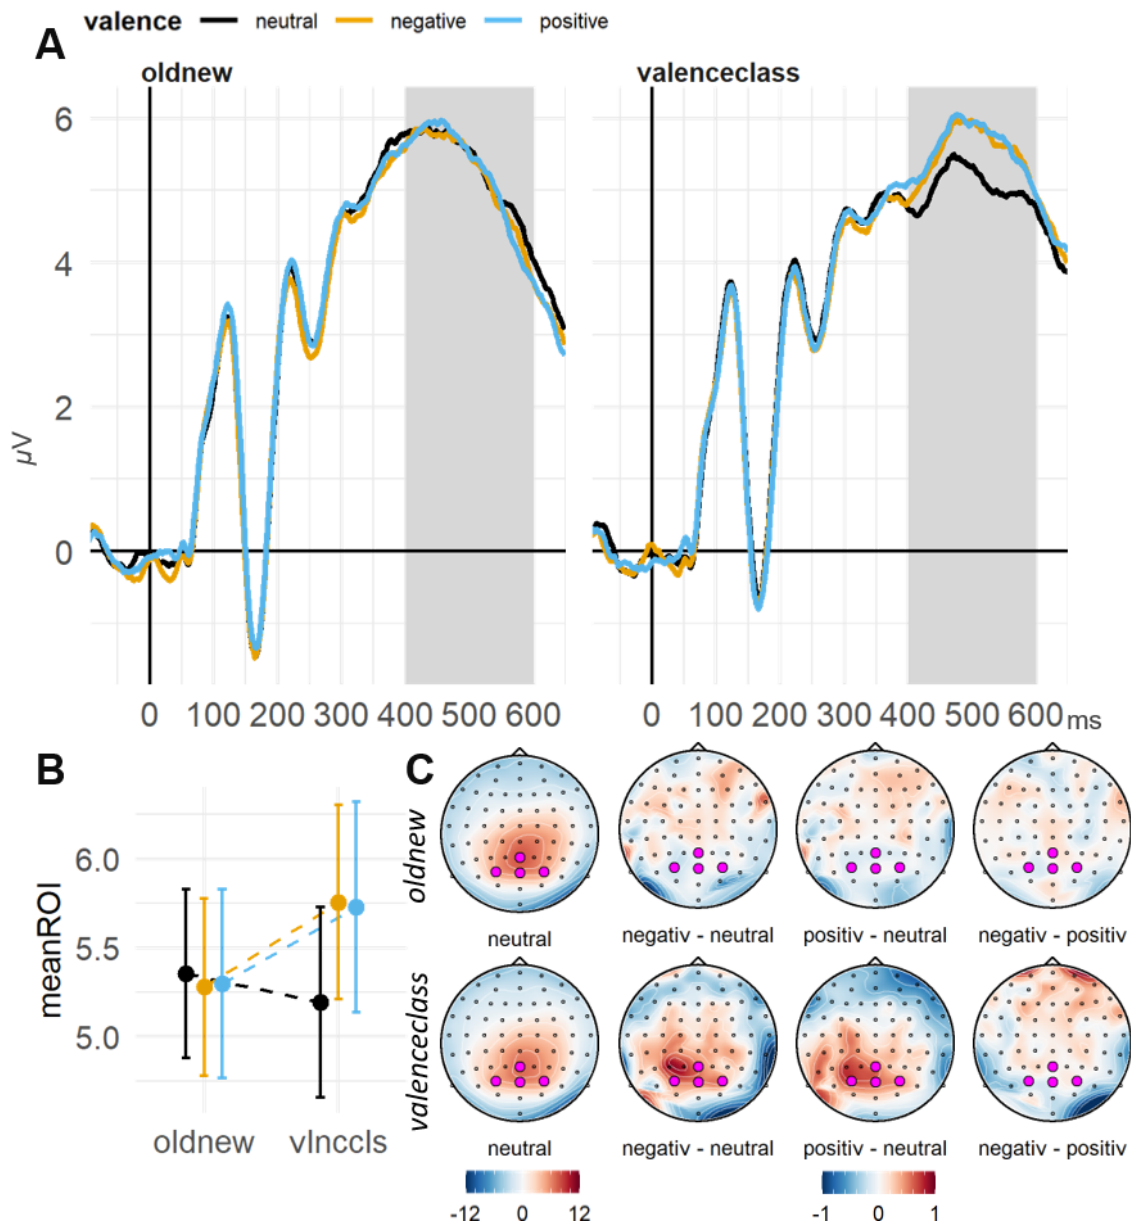 valence neutral negative positive
A
oldnew valenceclass
6
4
2
0
µV
0 100 200 300 400 500 600 0 100 200 300 400 500 600 ms
B C
6.0
5.5
5.0
meanROI
oldnew vlnccls
oldnew
neutral negativ - neutral positiv - neutral negativ - positiv
valenceclass
neutral negativ - neutral positiv - neutral negativ - positiv
-12 0 12 -1 0 1